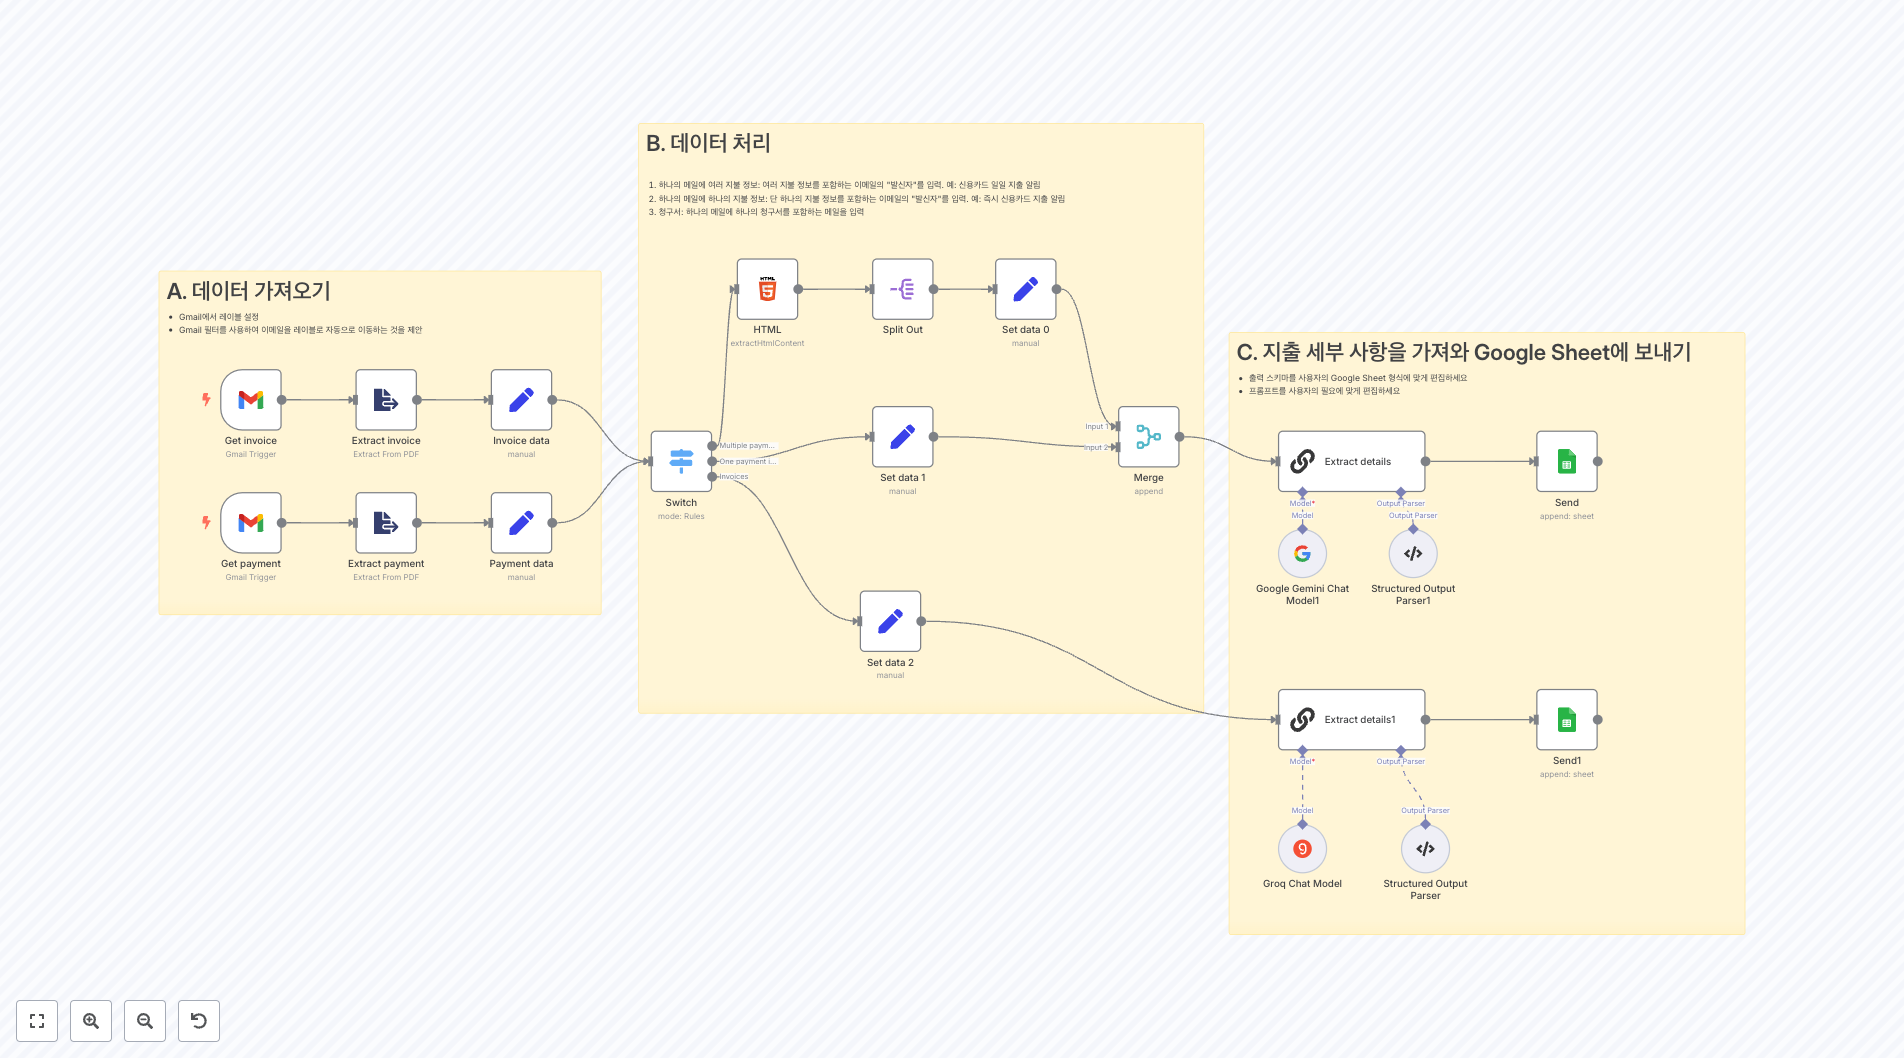 A. 데이터 가져오기
Gmail에서 레이블 설정
Gmail 필터를 사용하여 이메일을 레이블로 자동으로 이동하는 것을 제안
Get invoice
Gmail Trigger
Extract invoice
Extract From PDF
Invoice data
manual
Get payment
Gmail Trigger
Extract payment
Extract From PDF
Payment data
manual
B. 데이터 처리
1. 하나의 메일에 여러 지불 정보: 여러 지불 정보를 포함하는 이메일의 "발신자"를 입력. 예: 신용카드 일일 지출 알림
2. 하나의 메일에 하나의 지불 정보: 단 하나의 지불 정보를 포함하는 이메일의 "발신자"를 입력. 예: 즉시 신용카드 지출 알림
3. 청구서: 하나의 메일에 하나의 청구서를 포함하는 메일을 입력
HTML
HTML
extractHtmlContent
Split Out
Set data 0
manual
Multiple paym...
One payment i...
Invoices
Switch
mode: Rules
Set data 1
manual
Input 1
Input 2
Merge
append
Set data 2
manual
C. 지출 세부 사항을 가져와 Google Sheet에 보내기
출력 스키마를 사용자의 Google Sheet 형식에 맞게 편집하세요
프롬프트를 사용자의 필요에 맞게 편집하세요
Extract details
Model*
Output Parser
Model
Output Parser
Google Gemini Chat
Model1
Structured Output
Parser1
Send
append: sheet
Extract details1
Model*
Output Parser
Model
Output Parser
Groq Chat Model
Structured Output
Parser
Send1
append: sheet